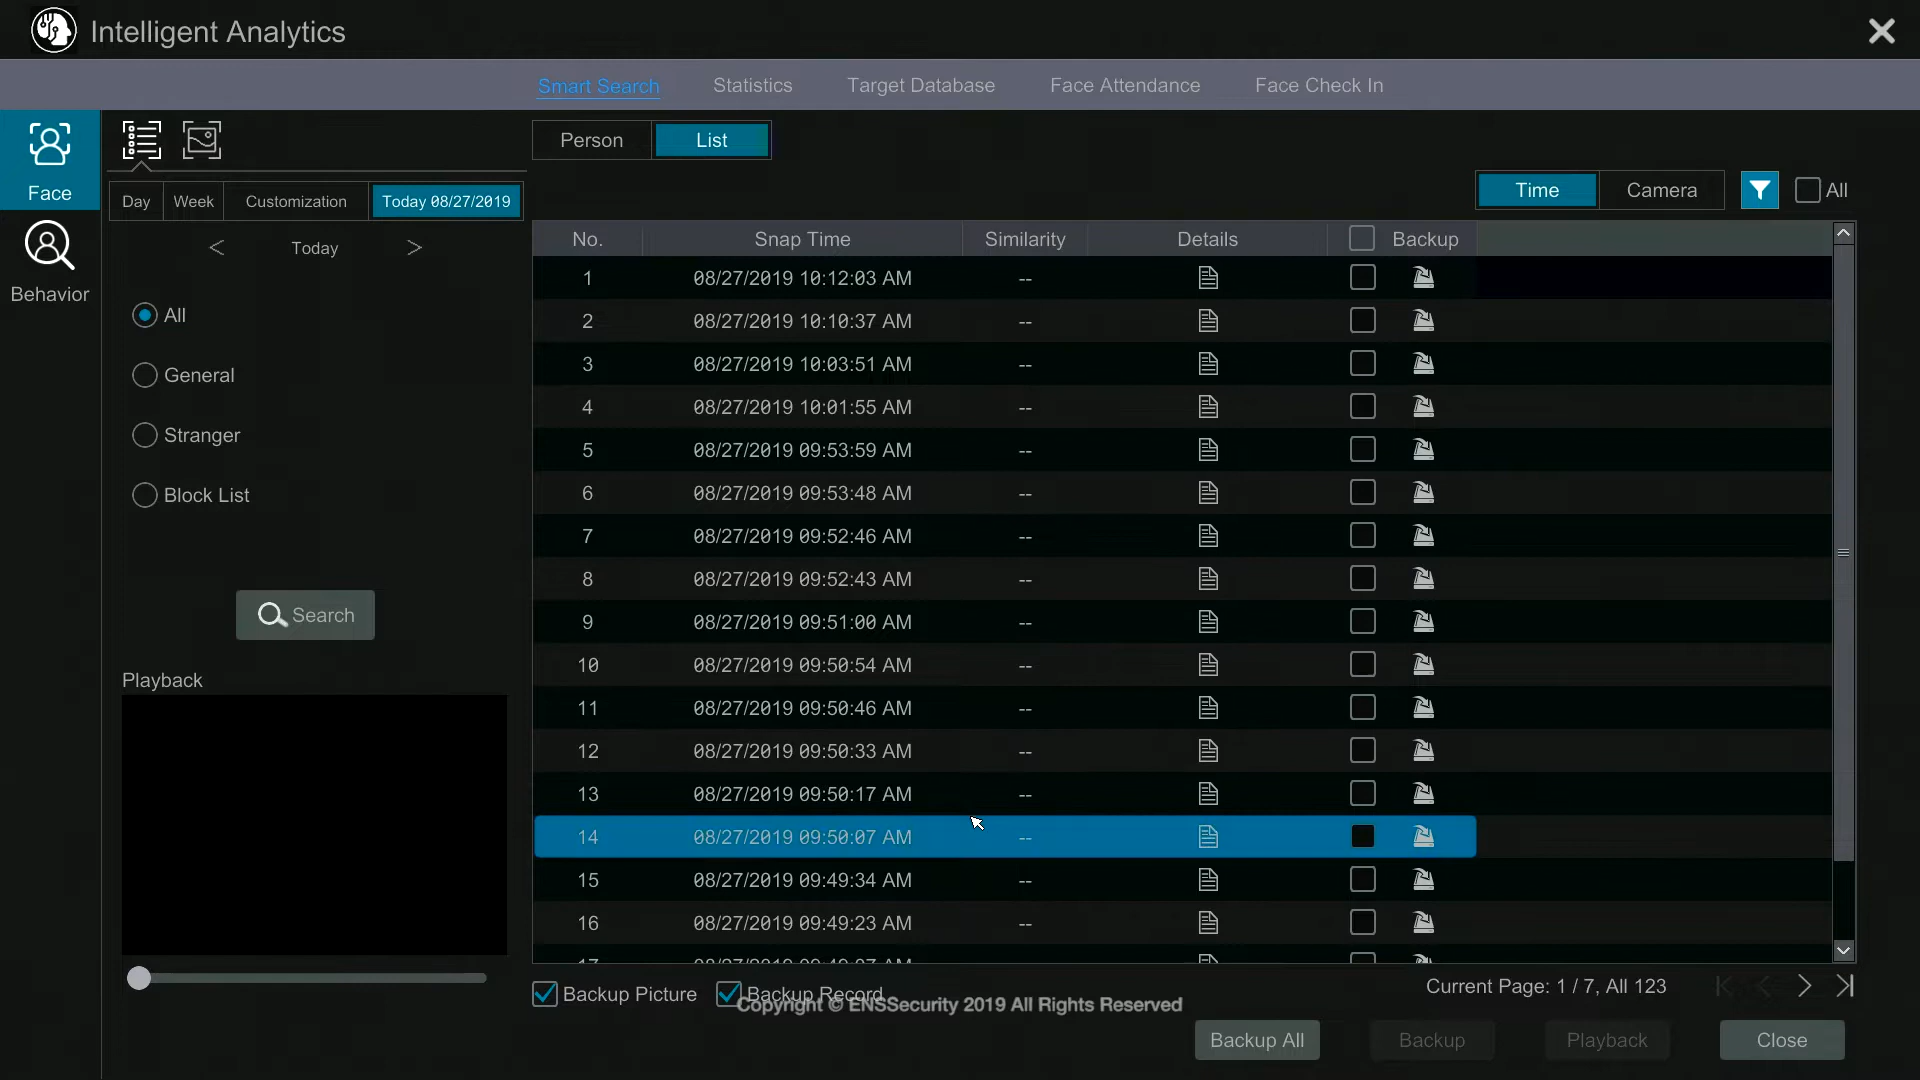 Intelligent Analytics
Smart Search Statistics Target Database Face Attendance Face Check In
Face
Behavior
Day Week Customization Today 08/27/2019
< Today >
All
General
Stranger
Block List
Search
Playback
Person List
Time Camera All
No. Snap Time Similarity Details Backup
1 08/27/2019 10:12:03 AM --
2 08/27/2019 10:10:37 AM --
3 08/27/2019 10:03:51 AM --
4 08/27/2019 10:01:55 AM --
5 08/27/2019 09:53:59 AM --
6 08/27/2019 09:53:48 AM --
7 08/27/2019 09:52:46 AM --
8 08/27/2019 09:52:43 AM --
9 08/27/2019 09:51:00 AM --
10 08/27/2019 09:50:54 AM --
11 08/27/2019 09:50:46 AM --
12 08/27/2019 09:50:33 AM --
13 08/27/2019 09:50:17 AM --
14 08/27/2019 09:50:07 AM --
15 08/27/2019 09:49:34 AM --
16 08/27/2019 09:49:23 AM --
Backup Picture Backup Record
Current Page: 1 / 7, All 123
Copyright © ENSSecurity 2019 All Rights Reserved
Backup All Backup Playback Close